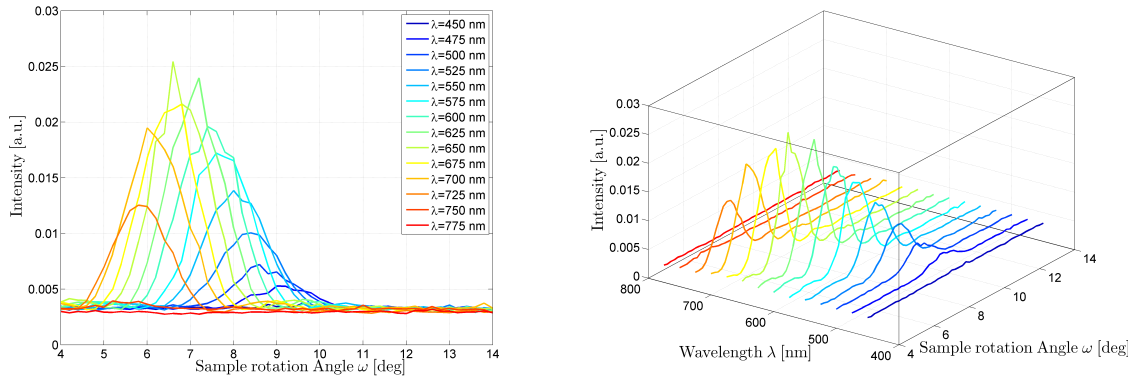 0.03
0.025
0.02
0.015
0.01
0.005
0
Intensity [a.u.]
4 5 6 7 8 9 10 11 12 13 14
Sample rotation Angle ω [deg]
λ=450 nm
λ=475 nm
λ=500 nm
λ=525 nm
λ=550 nm
λ=575 nm
λ=600 nm
λ=625 nm
λ=650 nm
λ=675 nm
λ=700 nm
λ=725 nm
λ=750 nm
λ=775 nm
0.03
0.025
0.02
0.015
0.01
0.005
0
Intensity [a.u.]
800 700 600 500 400
Wavelength λ [nm]
4 6 8 10 12 14
Sample rotation Angle ω [deg]